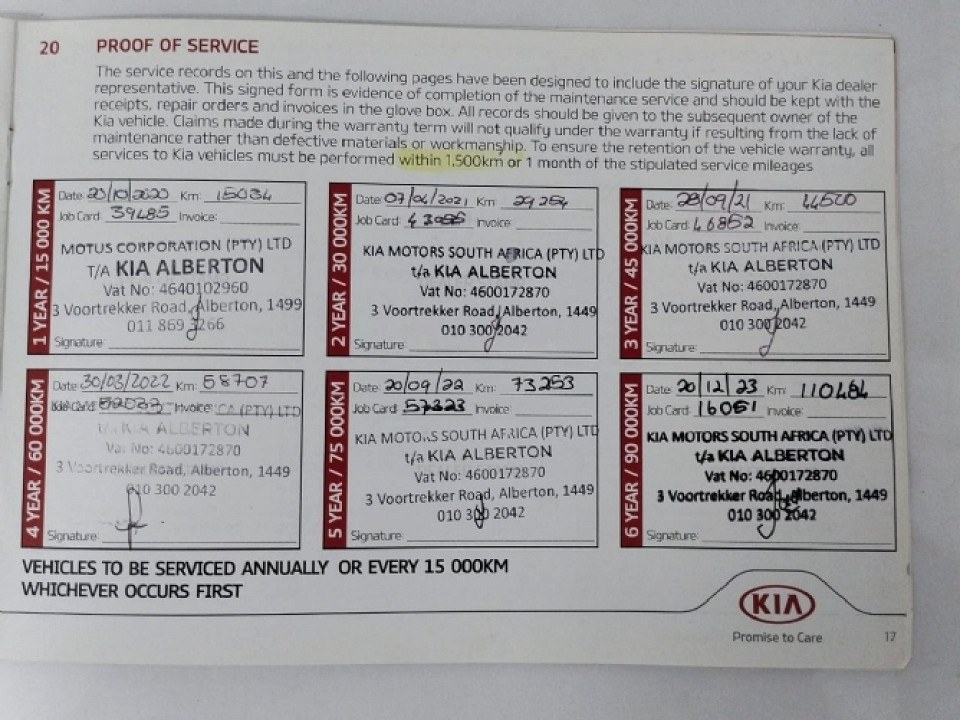 20 PROOF OF SERVICE
The service records on this and the following pages have been designed to include the signature of your Kia dealer
representative. This signed form is evidence of completion of the maintenance service and should be kept with the
receipts, repair orders and invoices in the glove box. All records should be given to the subsequent owner of the
Kia vehicle. Claims made during the warranty term will not qualify under the warranty if resulting from the lack of
maintenance rather than defective materials or workmanship. To ensure the retention of the vehicle warranty, all
services to Kia vehicles must be performed within 1,500km or 1 month of the stipulated service mileages
1 YEAR / 15 000 KM
Date: 20/10/2020 Km: 15034
Job Card: 39485 Invoice:
MOTUS CORPORATION (PTY) LTD
T/A KIA ALBERTON
Vat No: 4640102960
3 Voortrekker Road, Alberton, 1499
011 869 3266
Signature:
2 YEAR / 30 000KM
Date: 07/04/2021 Km: 29254
Job Card: Invoice:
KIA MOTORS SOUTH AFRICA (PTY) LTD
t/a KIA ALBERTON
Vat No: 4600172870
3 Voortrekker Road, Alberton, 1449
010 300 2042
Signature:
3 YEAR / 45 000KM
Date: 28/09/21 Km: 44520
Job Card: 46852 Invoice:
KIA MOTORS SOUTH AFRICA (PTY) LTD
t/a KIA ALBERTON
Vat No: 4600172870
3 Voortrekker Road, Alberton, 1449
010 300 2042
Signature:
4 YEAR / 60 000KM
Date: 30/03/2022 Km: 58707
Invoice: (PTY) LTD
ALBERTON
Vat No: 4600172870
3 Voortrekker Road, Alberton, 1449
010 300 2042
Signature:
5 YEAR / 75 000KM
Date: 20/09/22 Km: 73253
Job Card: 57323 Invoice:
KIA MOTORS SOUTH AFRICA (PTY) LTD
t/a KIA ALBERTON
Vat No: 4600172870
3 Voortrekker Road, Alberton, 1449
010 300 2042
Signature:
6 YEAR / 90 000KM
Date: 20/12/23 Km: 110484
Job Card: 16051 Invoice:
KIA MOTORS SOUTH AFRICA (PTY) LTD
t/a KIA ALBERTON
Vat No: 4600172870
3 Voortrekker Road, Alberton, 1449
010 300 2042
Signature:
VEHICLES TO BE SERVICED ANNUALLY OR EVERY 15 000KM
WHICHEVER OCCURS FIRST
KIA
Promise to Care
17